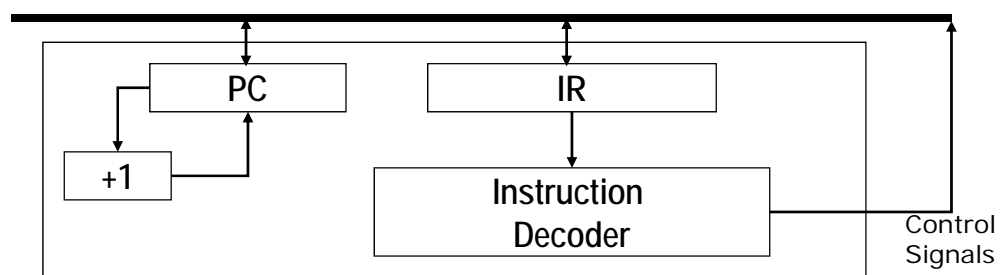 PC
IR
+1
Instruction
Decoder
Control
Signals